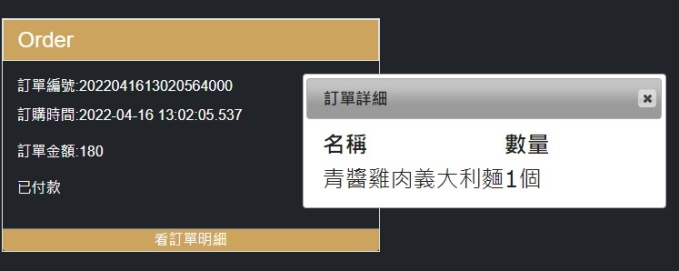 Order
訂單編號:2022041613020564000
訂購時間:2022-04-16 13:02:05.537
訂單金額:180
已付款
看訂單明細
訂單詳細
名稱 數量
青醬雞肉義大利麵1個